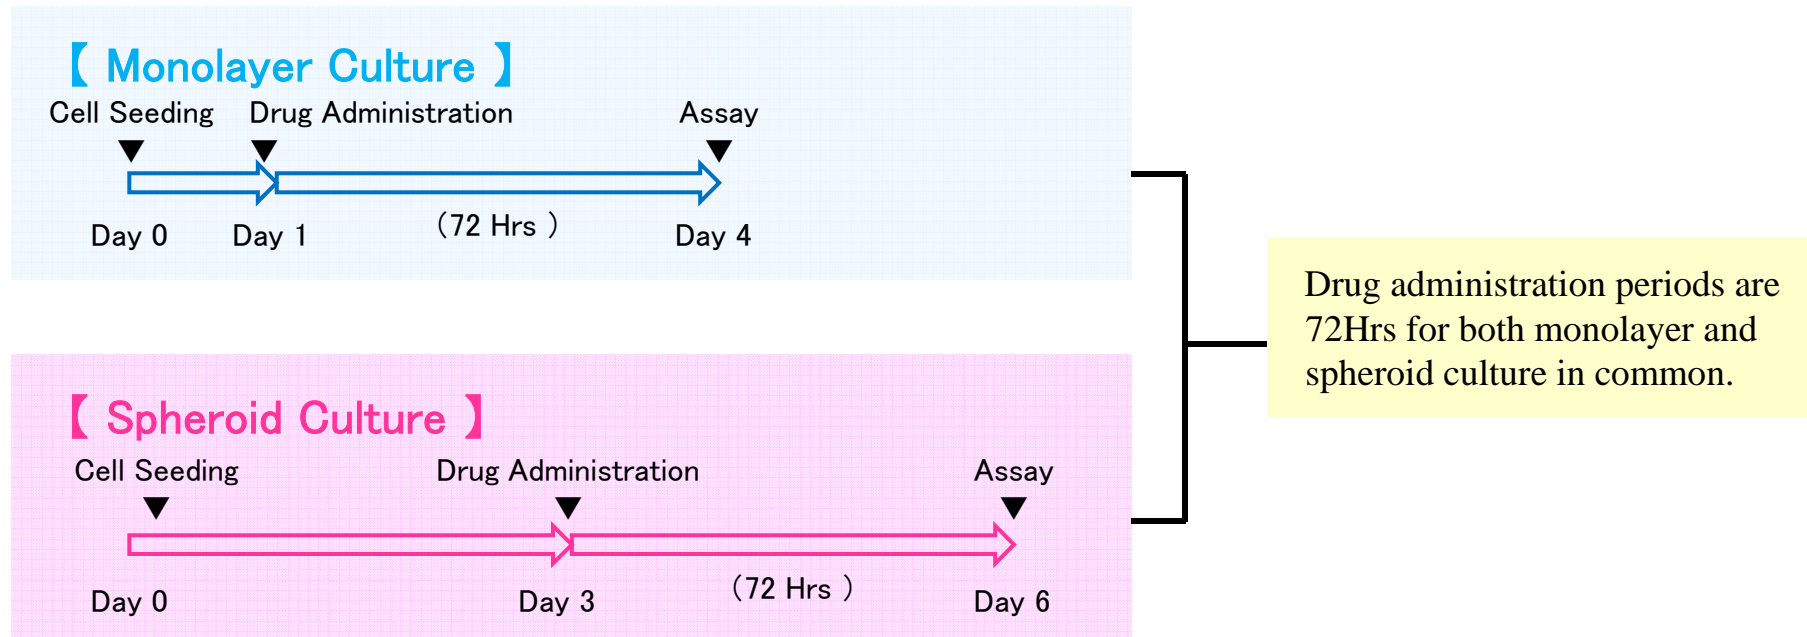 【 Monolayer Culture 】
Cell Seeding Drug Administration Assay
Day 0 Day 1 (72 Hrs ) Day 4
Drug administration periods are
72Hrs for both monolayer and
spheroid culture in common.
【 Spheroid Culture 】
Cell Seeding Drug Administration Assay
Day 0 Day 3 (72 Hrs ) Day 6